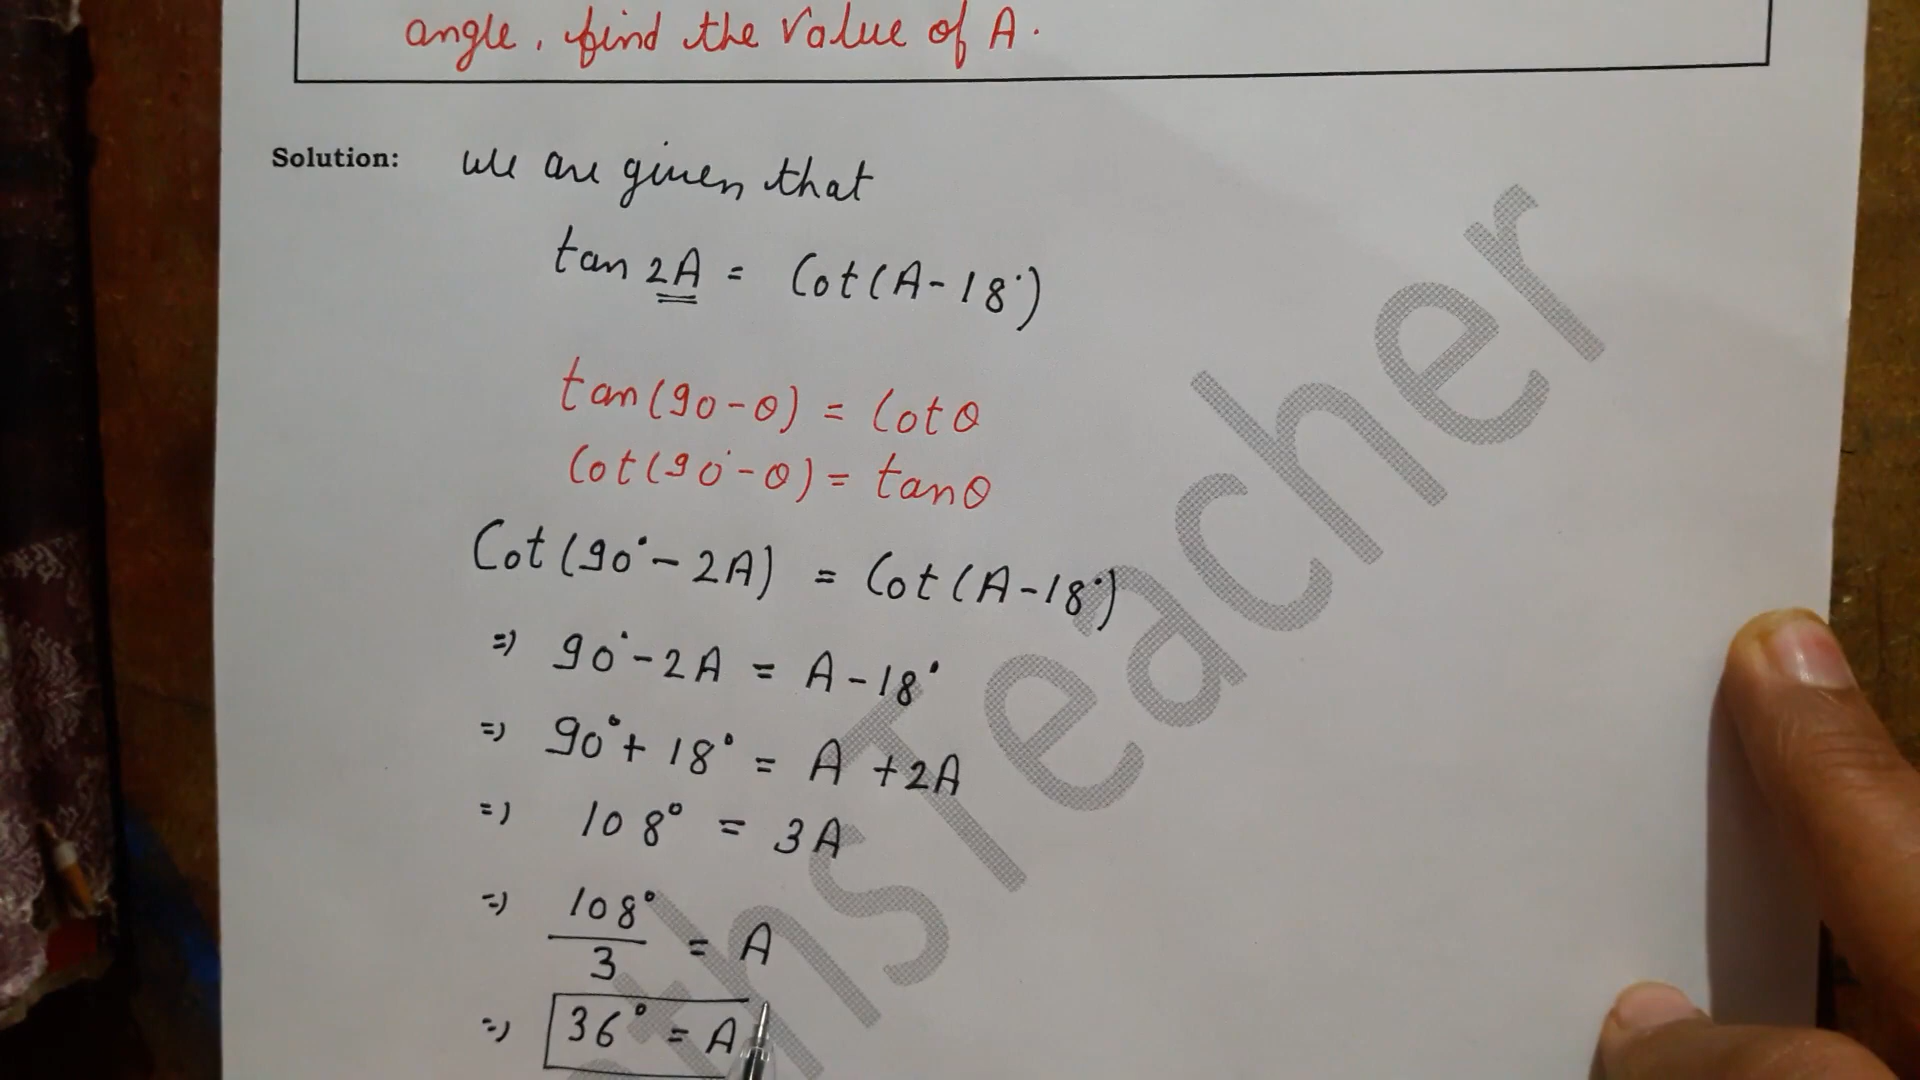 angle, find the value of A.
Solution: we are given that
tan 2A = Cot(A-18°)
tan(90-θ) = Cotθ
Cot(90°-θ) = tanθ
Cot(90°-2A) = Cot(A-18°)
⇒ 90°-2A = A-18°
⇒ 90°+18° = A+2A
⇒ 108° = 3A
⇒ 108°/3 = A
⇒ 36° = A
thsTeacher